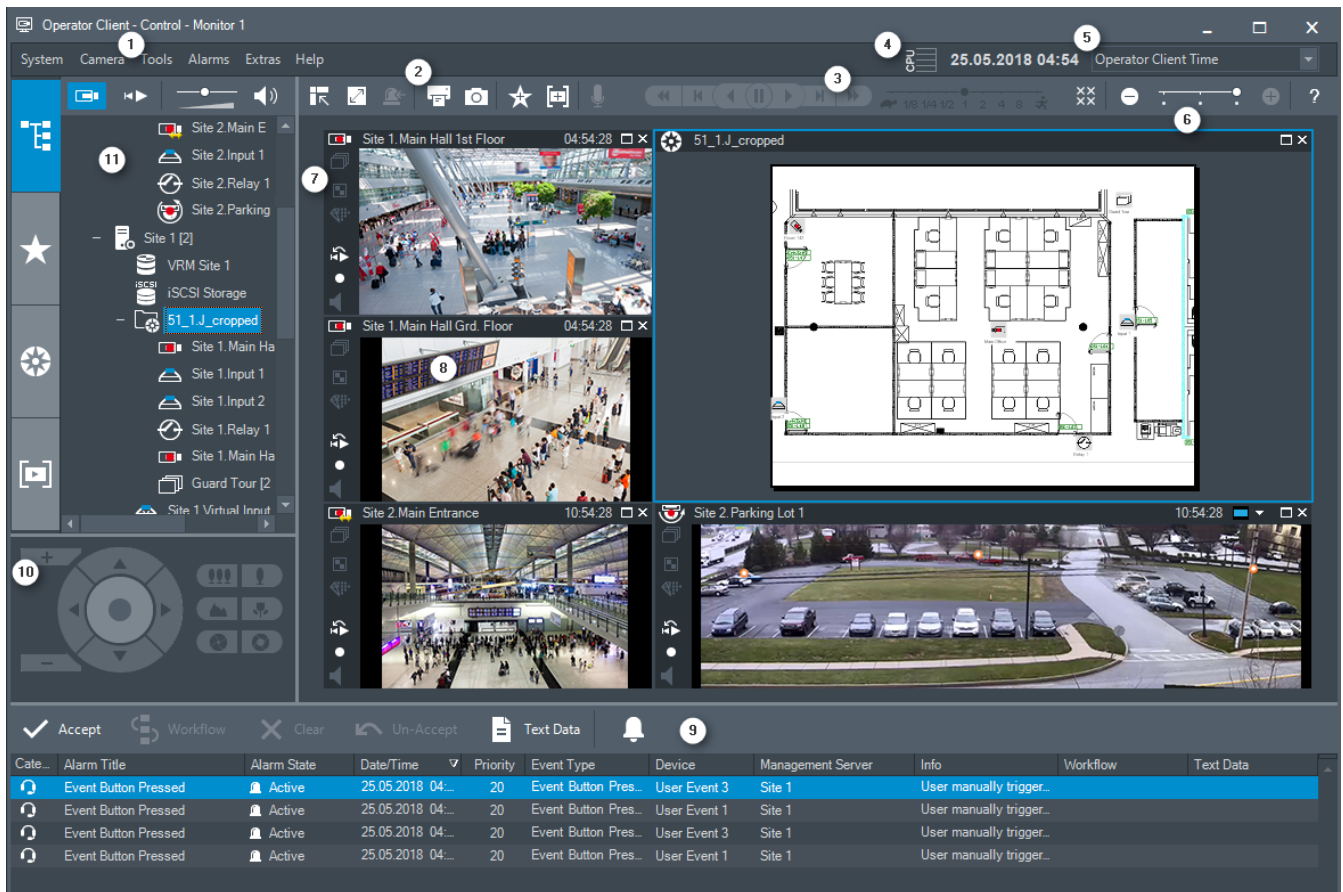 Operator Client - Control - Monitor 1
System Camera Tools Alarms Extras Help
1
4
CPU
25.05.2018 04:54
5
Operator Client Time
2
3
1/8 1/4 1/2 1 2 4 8
?
6
11
Site 2.Main E
Site 2.Input 1
Site 2.Relay 1
Site 2.Parking
Site 1 [2]
VRM Site 1
iSCSI
iSCSI Storage
51_1.J_cropped
Site 1.Main Ha
Site 1.Input 1
Site 1.Input 2
Site 1.Relay 1
Site 1.Main Ha
Guard Tour [2
Site 1.Virtual Input
10
7
Site 1.Main Hall 1st Floor 04:54:28
Site 1.Main Hall Grd. Floor 04:54:28
8
Site 2.Main Entrance 10:54:28
51_1.J_cropped
Main Office
Input 1
Relay 1
Site 2.Parking Lot 1 10:54:28
Accept Workflow Clear Un-Accept Text Data
9
Cate... Alarm Title Alarm State Date/Time Priority Event Type Device Management Server Info Workflow Text Data
Event Button Pressed Active 25.05.2018 04:... 20 Event Button Pres... User Event 3 Site 1 User manually trigger...
Event Button Pressed Active 25.05.2018 04:... 20 Event Button Pres... User Event 1 Site 1 User manually trigger...
Event Button Pressed Active 25.05.2018 04:... 20 Event Button Pres... User Event 3 Site 1 User manually trigger...
Event Button Pressed Active 25.05.2018 04:... 20 Event Button Pres... User Event 1 Site 1 User manually trigger...